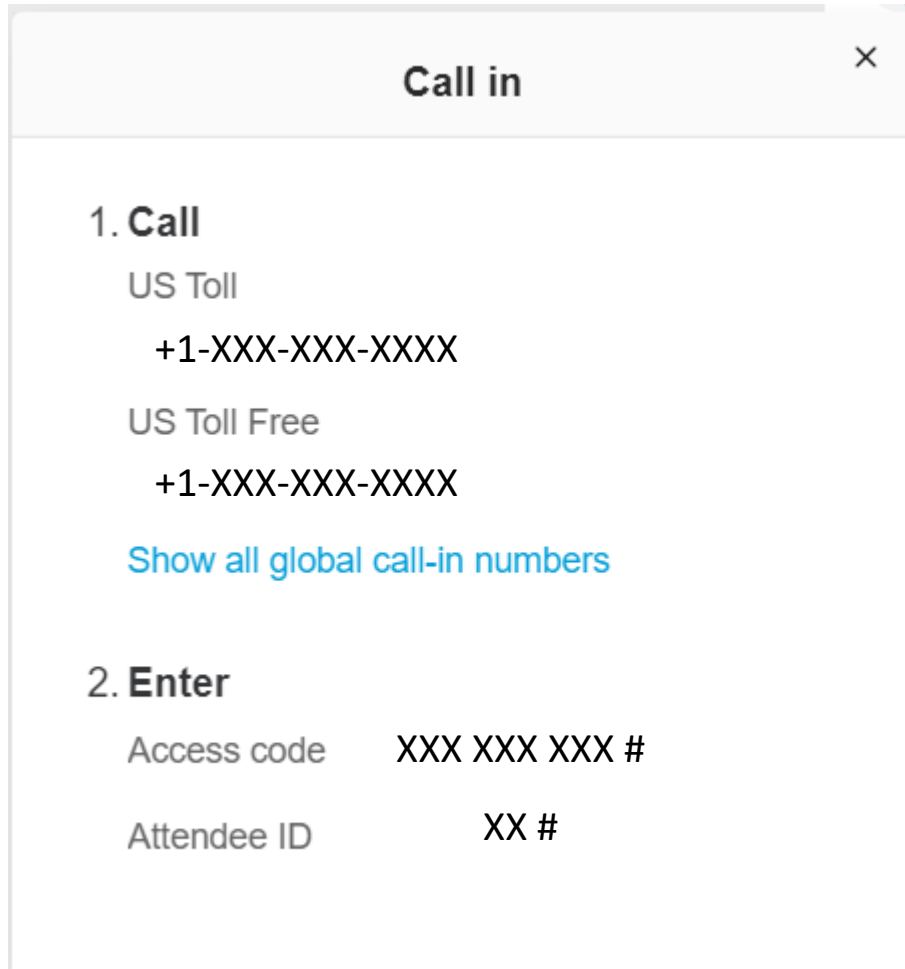 Call in
1. Call
US Toll
+1-XXX-XXX-XXXX
US Toll Free
+1-XXX-XXX-XXXX
Show all global call-in numbers
2. Enter
Access code XXX XXX XXX #
Attendee ID XX #